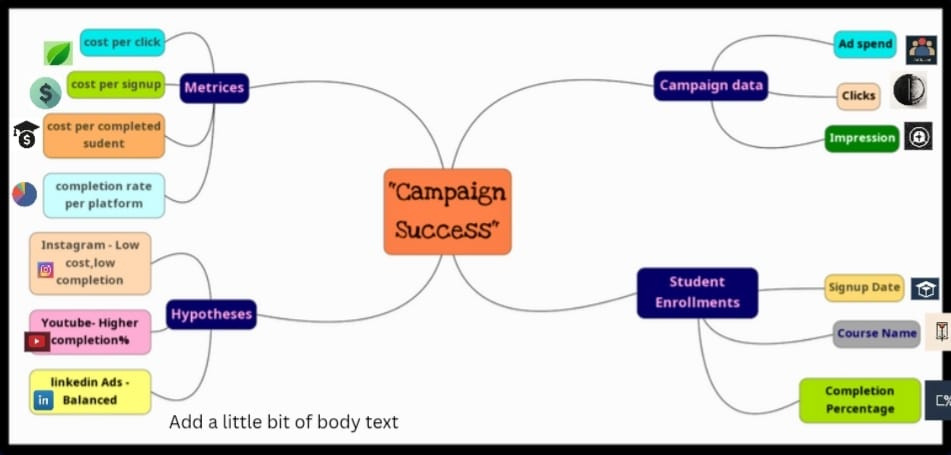 cost per click
cost per signup
Metrices
cost per completed
sudent
completion rate
per platform
Instagram - Low
cost,low
completion
Youtube- Higher
completion%
Hypotheses
linkedin Ads -
Balanced
Add a little bit of body text
"Campaign
Success"
Campaign data
Ad spend
Clicks
Impression
Student
Enrollments
Signup Date
Course Name
Completion
Percentage